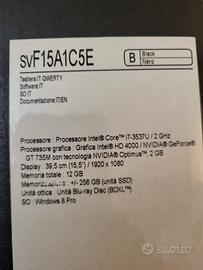 svF15A1C5E
B
Black
Nero
Tastiera:IT QWERTY
Software:IT
SO:IT
Documentazione:IT/EN
Processore : Processore Intel® Core™ i7-3537U / 2 GHz
Processore grafica : Grafica Intel® HD 4000 / NVIDIA® GeForce®
GT 735M con tecnologia NVIDIA® Optimus™, 2 GB
Display : 39,5 cm (15,5") / 1920 x 1080
Memoria totale : 12 GB
Memorizzazione : +/- 256 GB (unità SSD)
Unità ottica : Unità Blu-ray Disc (BDXL™)
SO : Windows 8 Pro
subito